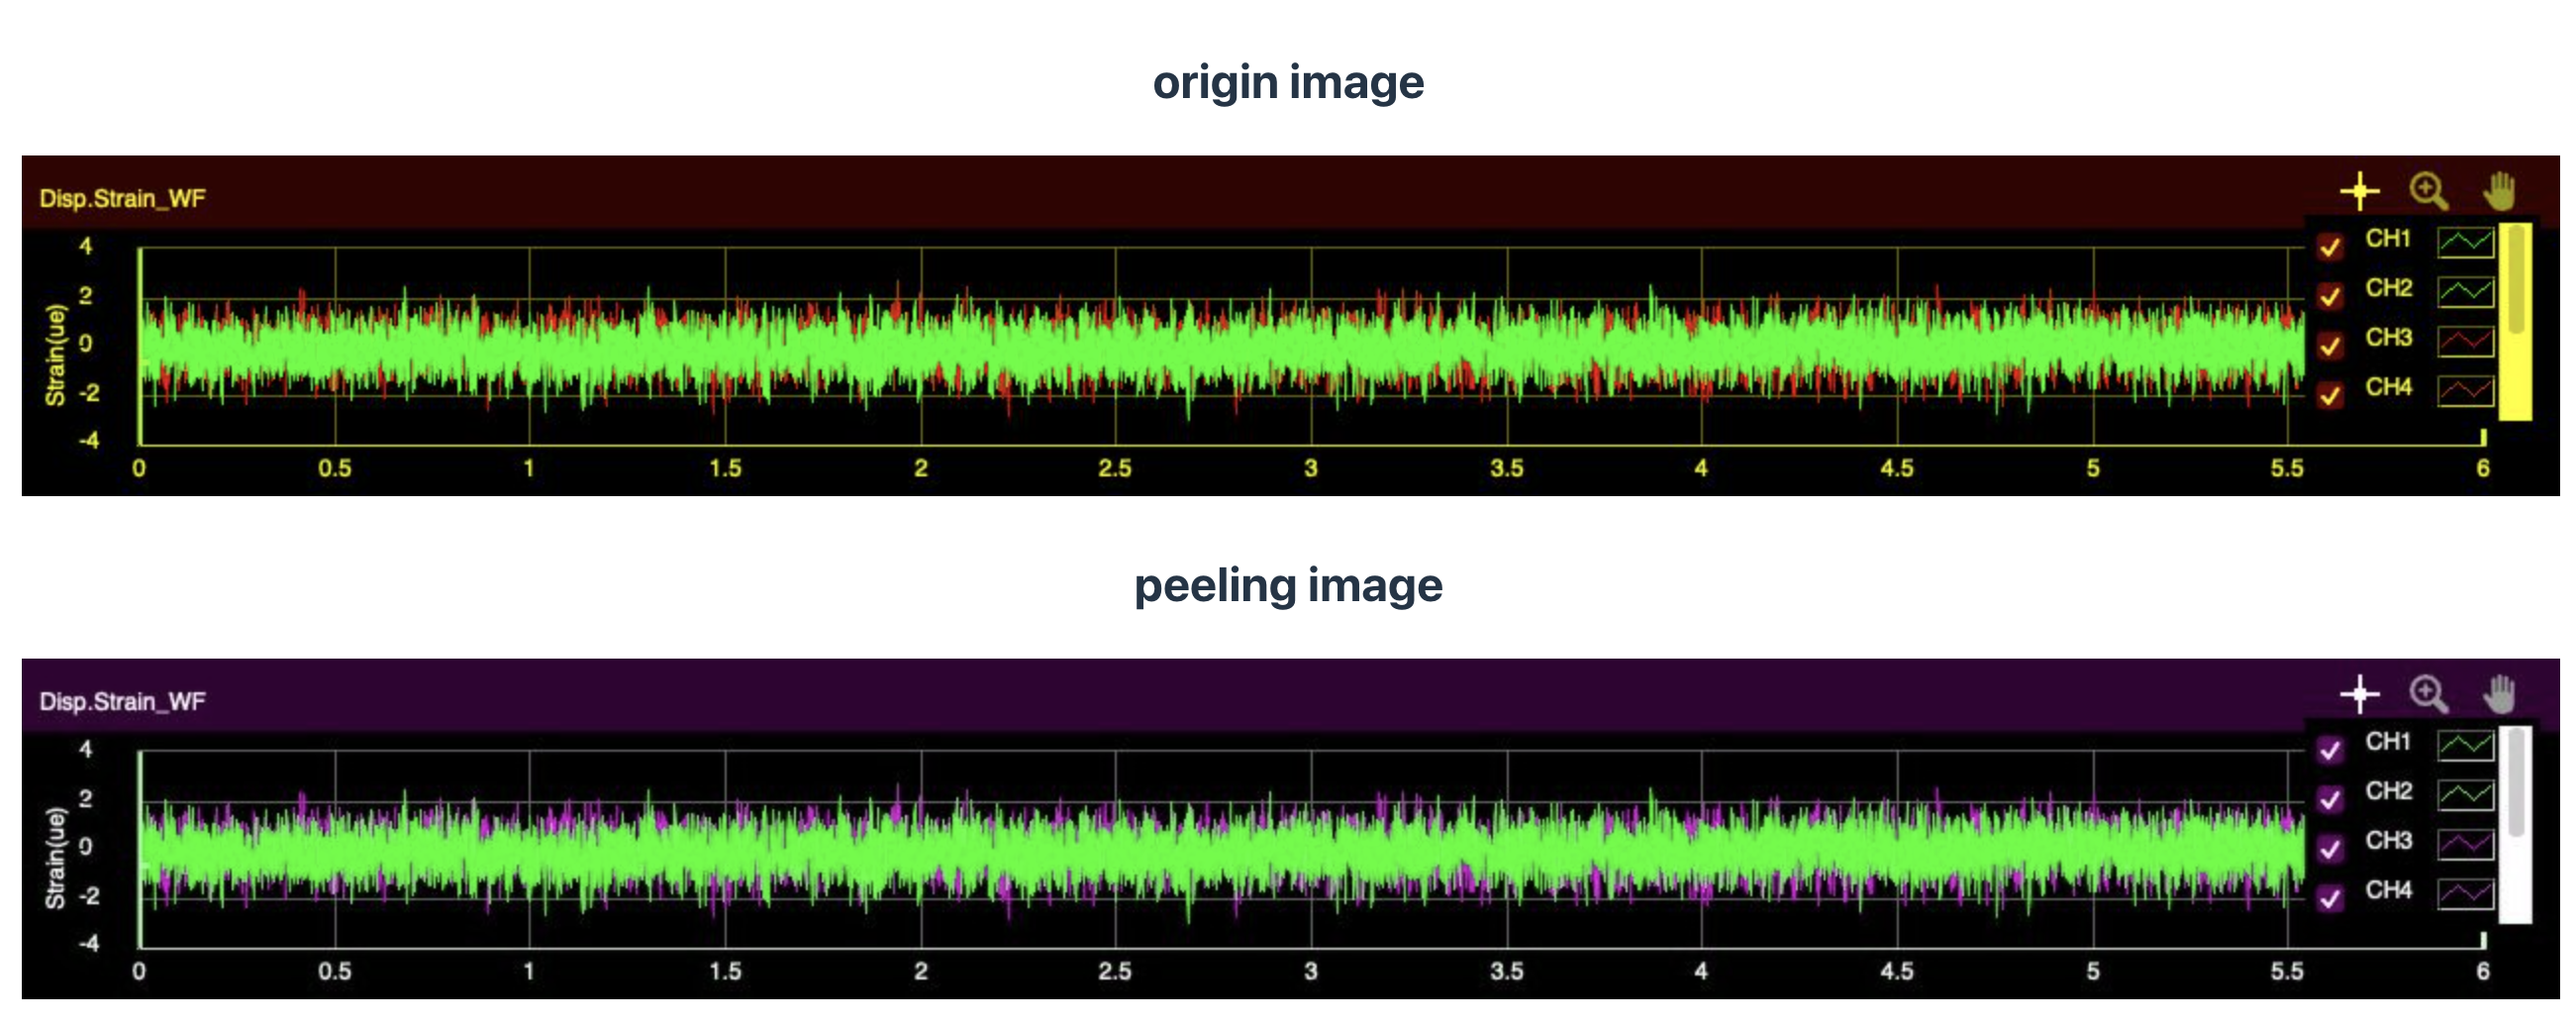 origin image
Disp.Strain_WF
4
2
0
-2
-4
Strain(ue)
0 0.5 1 1.5 2 2.5 3 3.5 4 4.5 5 5.5 6
CH1
CH2
CH3
CH4
peeling image
Disp.Strain_WF
4
2
0
-2
-4
Strain(ue)
0 0.5 1 1.5 2 2.5 3 3.5 4 4.5 5 5.5 6
CH1
CH2
CH3
CH4